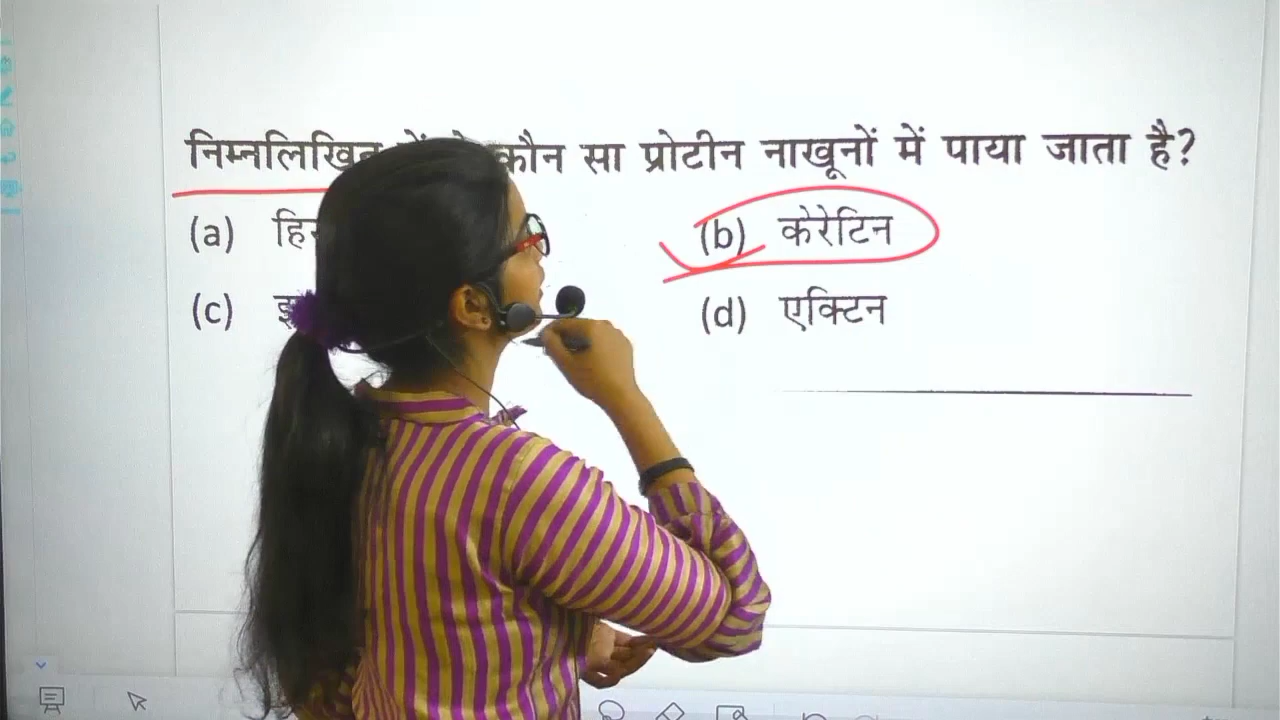 निम्नलिखित कौन सा प्रोटीन नाखूनों में पाया जाता है?
(a) (b) केरेटिन
(c) (d) एक्टिन